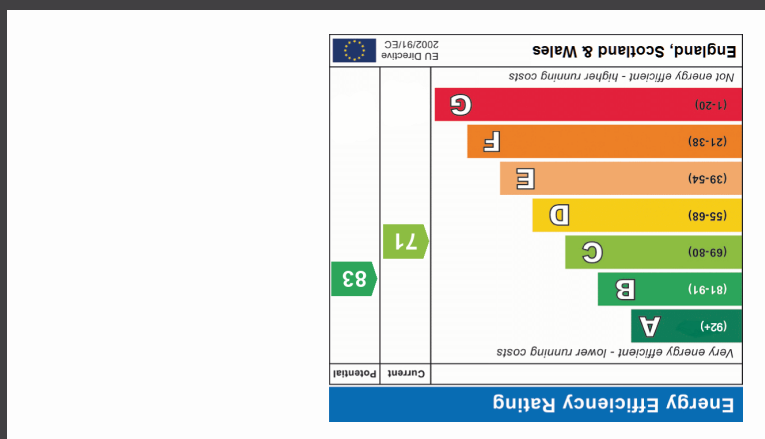 Energy Efficiency Rating
Current Potential
Very energy efficient - lower running costs
(92+) A
(81-91) B
83
(69-80) C
71
(55-68) D
(39-54) E
(21-38) F
(1-20) G
Not energy efficient - higher running costs
England, Scotland & Wales
EU Directive
2002/91/EC